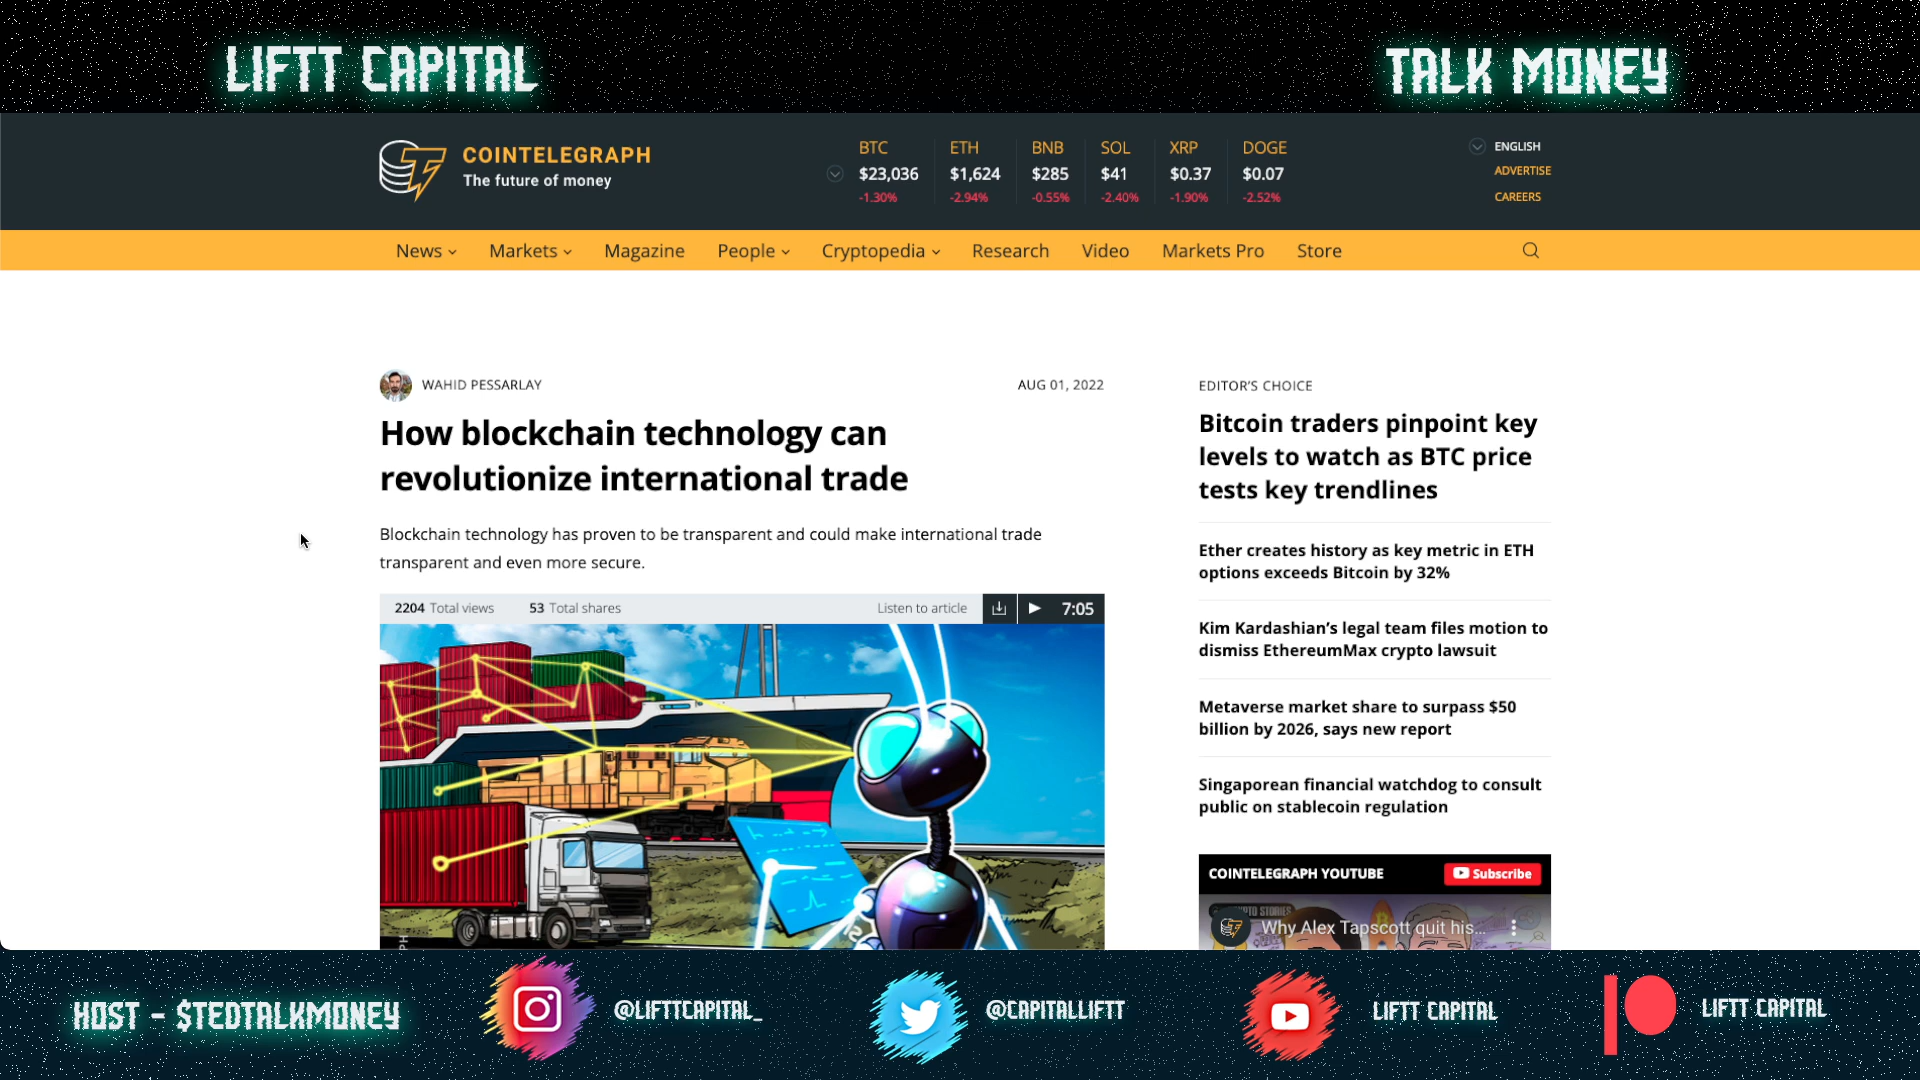 LIFTT CAPITAL
TALK MONEY
COINTELEGRAPH
The future of money
BTC ETH BNB SOL XRP DOGE
$23,036 $1,624 $285 $41 $0.37 $0.07
-1.30% -2.94% -0.55% -2.40% -1.90% -2.52%
ENGLISH
ADVERTISE
CAREERS
News Markets Magazine People Cryptopedia Research Video Markets Pro Store
WAHID PESSARLAY
AUG 01, 2022
How blockchain technology can
revolutionize international trade
Blockchain technology has proven to be transparent and could make international trade
transparent and even more secure.
2204 Total views 53 Total shares Listen to article 7:05
EDITOR'S CHOICE
Bitcoin traders pinpoint key
levels to watch as BTC price
tests key trendlines
Ether creates history as key metric in ETH
options exceeds Bitcoin by 32%
Kim Kardashian's legal team files motion to
dismiss EthereumMax crypto lawsuit
Metaverse market share to surpass $50
billion by 2026, says new report
Singaporean financial watchdog to consult
public on stablecoin regulation
COINTELEGRAPH YOUTUBE
Subscribe
Why Alex Tapscott quit his...
HOST - $TEDTALKMONEY
@LIFTTCAPITAL_
@CAPITALLIFTT
LIFTT CAPITAL
LIFTT CAPITAL